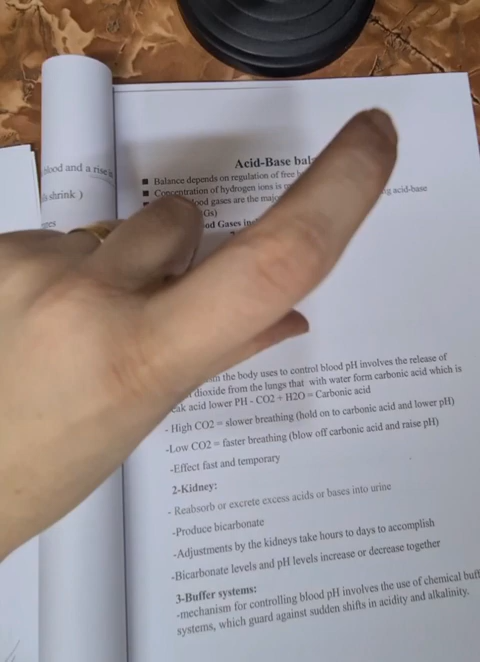 blood and a rise in
ls shrink )
Acid-Base bal
■ Balance depends on regulation of free
■ Concentration of hydrogen ions is
ood gases are the majo acid-base
Gs)
od Gases in
the body uses to control blood pH involves the release of
dioxide from the lungs that with water form carbonic acid which is
eak acid lower PH - CO2 + H2O = Carbonic acid
- High CO2 = slower breathing (hold on to carbonic acid and lower pH)
-Low CO2 = faster breathing (blow off carbonic acid and raise pH)
-Effect fast and temporary
2-Kidney:
- Reabsorb or excrete excess acids or bases into urine
-Produce bicarbonate
-Adjustments by the kidneys take hours to days to accomplish
-Bicarbonate levels and pH levels increase or decrease together
3-Buffer systems:
-mechanism for controlling blood pH involves the use of chemical buff
systems, which guard against sudden shifts in acidity and alkalinity.